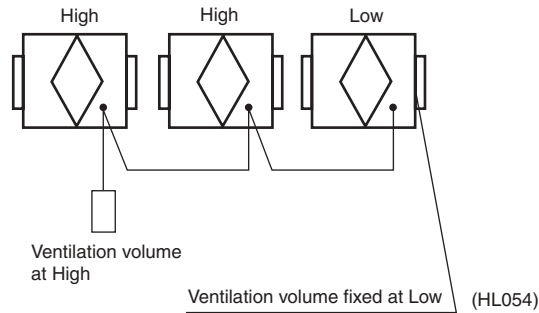 High High Low
Ventilation volume
at High
Ventilation volume fixed at Low (HL054)